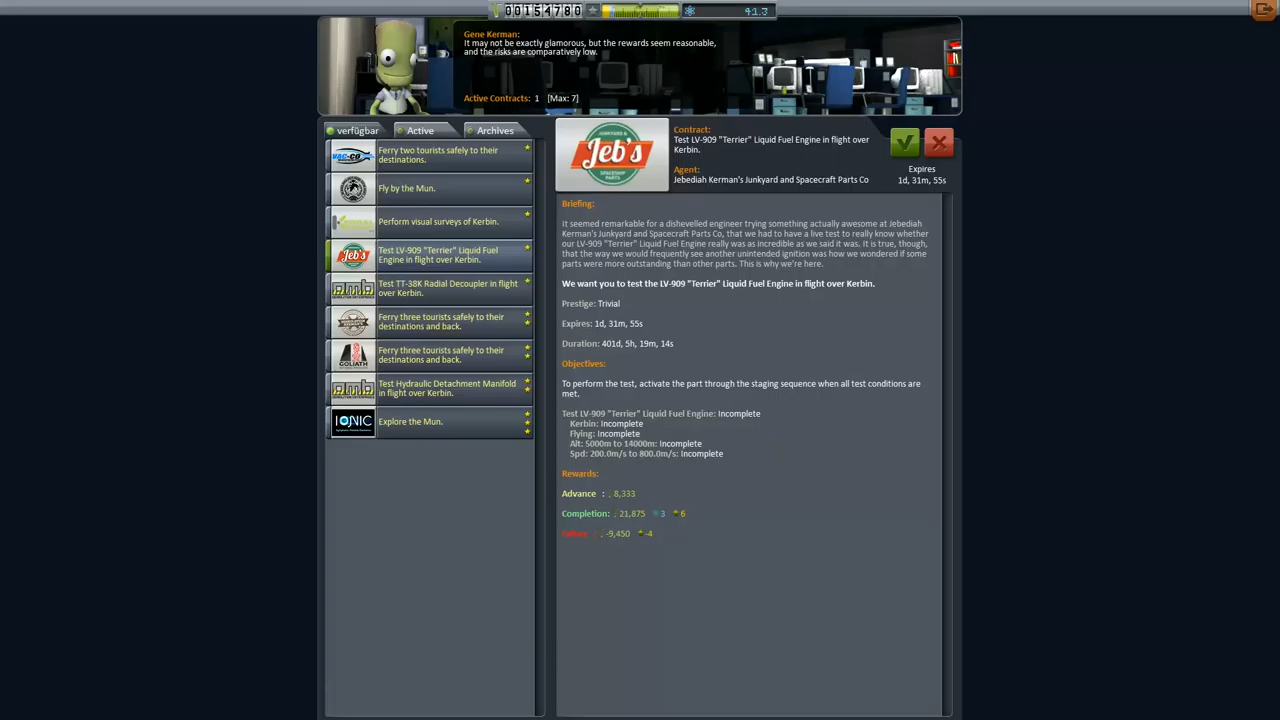 00154780
41.3
Gene Kerman:
It may not be exactly glamorous, but the rewards seem reasonable,
and the risks are comparatively low.
Active Contracts: 1 [Max: 7]
verfügbar
Active
Archives
Ferry two tourists safely to their
destinations.
Fly by the Mun.
Perform visual surveys of Kerbin.
Test LV-909 "Terrier" Liquid Fuel
Engine in flight over Kerbin.
Test TT-38K Radial Decoupler in flight
over Kerbin.
Ferry three tourists safely to their
destinations and back.
Ferry three tourists safely to their
destinations and back.
Test Hydraulic Detachment Manifold
in flight over Kerbin.
Explore the Mun.
VAC-CO
Jeb's
GOLIATH
IONIC
JUNKYARD &
Jeb's
SPACESHIP
PARTS
Contract:
Test LV-909 "Terrier" Liquid Fuel Engine in flight over
Kerbin.
Agent:
Jebediah Kerman's Junkyard and Spacecraft Parts Co
Expires
1d, 31m, 55s
Briefing:
It seemed remarkable for a dishevelled engineer trying something actually awesome at Jebediah
Kerman's Junkyard and Spacecraft Parts Co, that we had to have a live test to really know whether
our LV-909 "Terrier" Liquid Fuel Engine really was as incredible as we said it was. It is true, though,
that the way we would frequently see another unintended ignition was how we wondered if some
parts were more outstanding than other parts. This is why we're here.
We want you to test the LV-909 "Terrier" Liquid Fuel Engine in flight over Kerbin.
Prestige: Trivial
Expires: 1d, 31m, 55s
Duration: 401d, 5h, 19m, 14s
Objectives:
To perform the test, activate the part through the staging sequence when all test conditions are
met.
Test LV-909 "Terrier" Liquid Fuel Engine: Incomplete
Kerbin: Incomplete
Flying: Incomplete
Alt: 5000m to 14000m: Incomplete
Spd: 200.0m/s to 800.0m/s: Incomplete
Rewards:
Advance : 8,333
Completion: 21,875 3 6
Failure : -9,450 -4